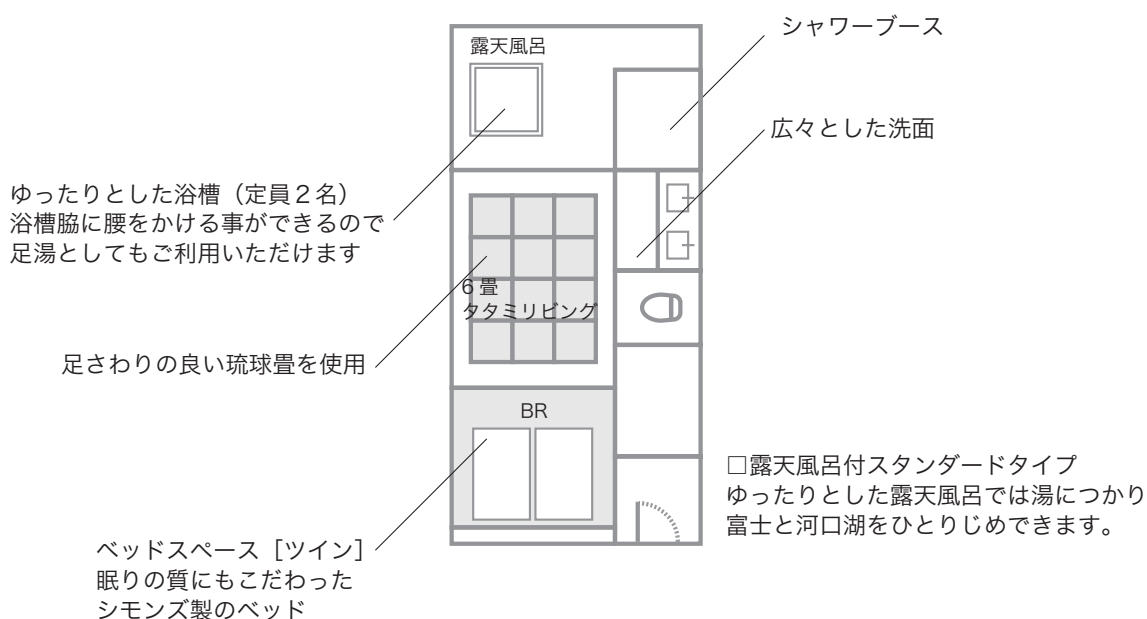 シャワーブース
露天風呂
広々とした洗面
ゆったりとした浴槽（定員２名）
浴槽脇に腰をかける事ができるので
足湯としてもご利用いただけます
６畳
タタミリビング
足さわりの良い琉球畳を使用
BR
□露天風呂付スタンダードタイプ
ゆったりとした露天風呂では湯につかり
富士と河口湖をひとりじめできます。
ベッドスペース［ツイン］
眠りの質にもこだわった
シモンズ製のベッド